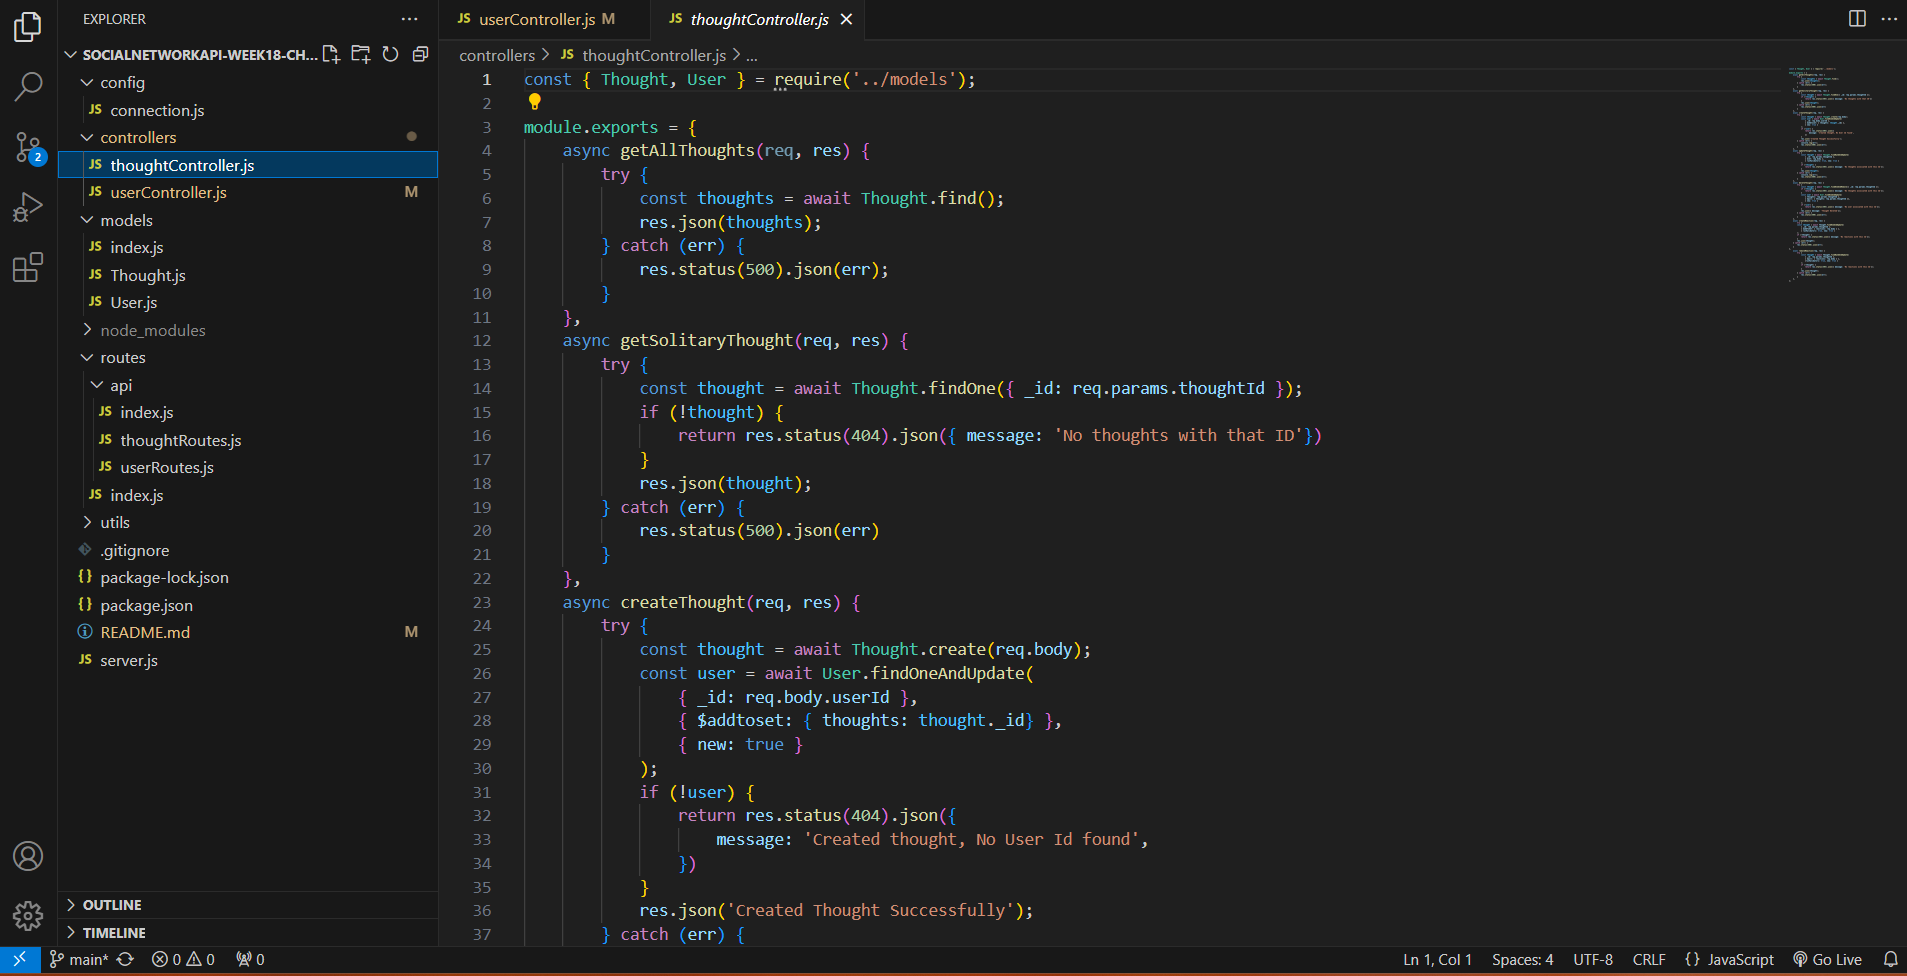 EXPLORER
SOCIALNETWORKAPI-WEEK18-CH...
config
JS connection.js
controllers
JS thoughtController.js
JS userController.js M
models
JS index.js
JS Thought.js
JS User.js
node_modules
routes
api
JS index.js
JS thoughtRoutes.js
JS userRoutes.js
JS index.js
utils
.gitignore
{} package-lock.json
{} package.json
README.md M
JS server.js
OUTLINE
TIMELINE
2
JS userController.js M
JS thoughtController.js
controllers > JS thoughtController.js > ...
1 const { Thought, User } = require('../models');
2
3 module.exports = {
4 async getAllThoughts(req, res) {
5 try {
6 const thoughts = await Thought.find();
7 res.json(thoughts);
8 } catch (err) {
9 res.status(500).json(err);
10 }
11 },
12 async getSolitaryThought(req, res) {
13 try {
14 const thought = await Thought.findOne({ _id: req.params.thoughtId });
15 if (!thought) {
16 return res.status(404).json({ message: 'No thoughts with that ID'})
17 }
18 res.json(thought);
19 } catch (err) {
20 res.status(500).json(err)
21 }
22 },
23 async createThought(req, res) {
24 try {
25 const thought = await Thought.create(req.body);
26 const user = await User.findOneAndUpdate(
27 { _id: req.body.userId },
28 { $addtoset: { thoughts: thought._id} },
29 { new: true }
30 );
31 if (!user) {
32 return res.status(404).json({
33 message: 'Created thought, No User Id found',
34 })
35 }
36 res.json('Created Thought Successfully');
37 } catch (err) {
main* 0 0 0
Ln 1, Col 1 Spaces: 4 UTF-8 CRLF {} JavaScript Go Live